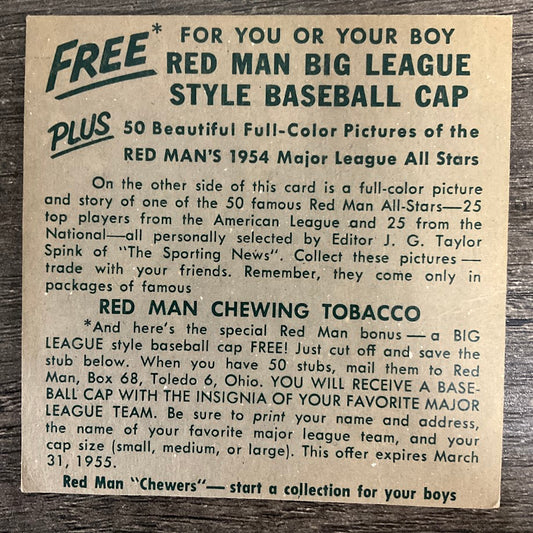 FREE* FOR YOU OR YOUR BOY
RED MAN BIG LEAGUE
STYLE BASEBALL CAP
PLUS 50 Beautiful Full-Color Pictures of the
RED MAN'S 1954 Major League All Stars
On the other side of this card is a full-color picture
and story of one of the 50 famous Red Man All-Stars—25
top players from the American League and 25 from the
National—all personally selected by Editor J. G. Taylor
Spink of "The Sporting News". Collect these pictures—
trade with your friends. Remember, they come only in
packages of famous
RED MAN CHEWING TOBACCO
*And here's the special Red Man bonus—a BIG
LEAGUE style baseball cap FREE! Just cut off and save the
stub below. When you have 50 stubs, mail them to Red
Man, Box 68, Toledo 6, Ohio. YOU WILL RECEIVE A BASE-
BALL CAP WITH THE INSIGNIA OF YOUR FAVORITE MAJOR
LEAGUE TEAM. Be sure to print your name and address,
the name of your favorite major league team, and your
cap size (small, medium, or large). This offer expires March
31, 1955.
Red Man "Chewers"—start a collection for your boys